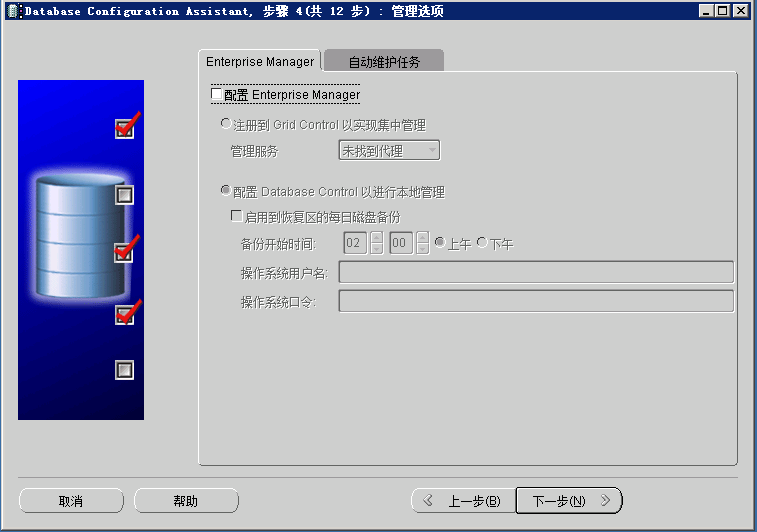 Database Configuration Assistant, 步骤 4(共 12 步) : 管理选项
Enterprise Manager 自动维护任务
配置 Enterprise Manager
注册到 Grid Control 以实现集中管理
管理服务 未找到代理
配置 Database Control 以进行本地管理
启用到恢复区的每日磁盘备份
备份开始时间: 02 00 上午 下午
操作系统用户名:
操作系统口令:
取消 帮助 上一步(B) 下一步(N)